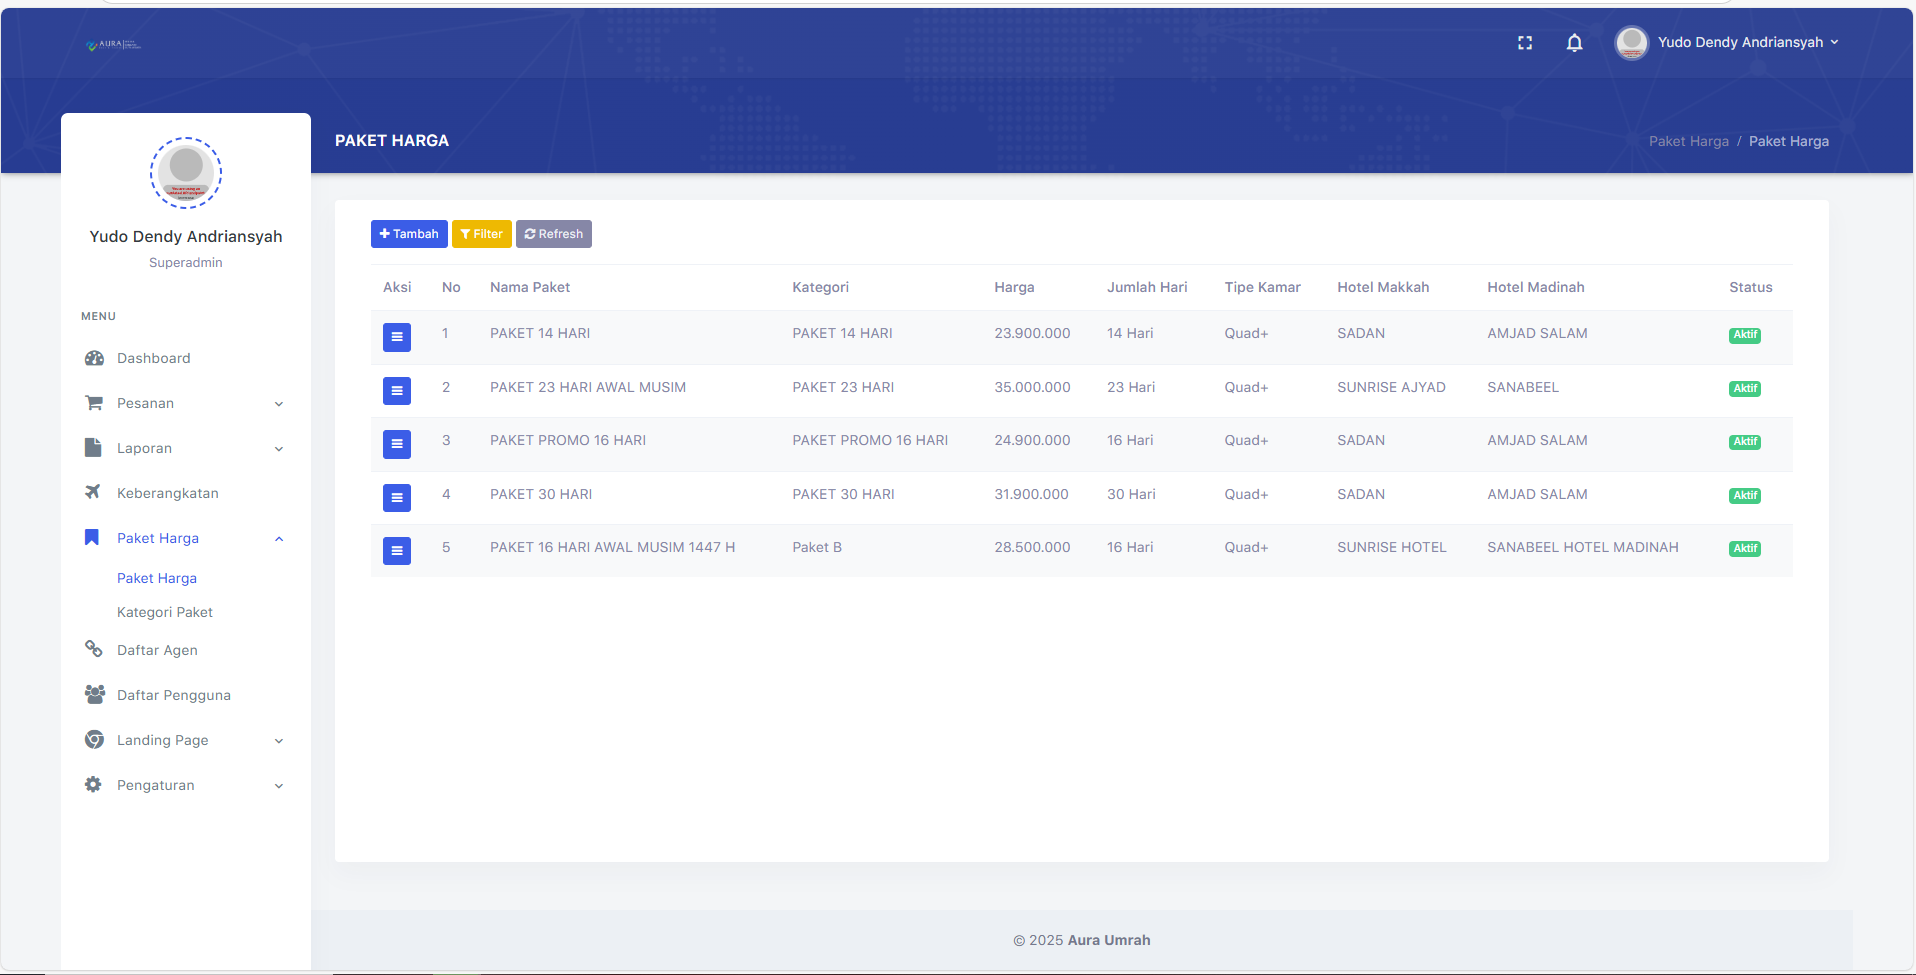 AURA
Yudo Dendy Andriansyah
PAKET HARGA
Paket Harga / Paket Harga
Yudo Dendy Andriansyah
Superadmin
MENU
Dashboard
Pesanan
Laporan
Keberangkatan
Paket Harga
Paket Harga
Kategori Paket
Daftar Agen
Daftar Pengguna
Landing Page
Pengaturan
Tambah Filter Refresh
Aksi No Nama Paket Kategori Harga Jumlah Hari Tipe Kamar Hotel Makkah Hotel Madinah Status
1 PAKET 14 HARI PAKET 14 HARI 23.900.000 14 Hari Quad+ SADAN AMJAD SALAM Aktif
2 PAKET 23 HARI AWAL MUSIM PAKET 23 HARI 35.000.000 23 Hari Quad+ SUNRISE AJYAD SANABEEL Aktif
3 PAKET PROMO 16 HARI PAKET PROMO 16 HARI 24.900.000 16 Hari Quad+ SADAN AMJAD SALAM Aktif
4 PAKET 30 HARI PAKET 30 HARI 31.900.000 30 Hari Quad+ SADAN AMJAD SALAM Aktif
5 PAKET 16 HARI AWAL MUSIM 1447 H Paket B 28.500.000 16 Hari Quad+ SUNRISE HOTEL SANABEEL HOTEL MADINAH Aktif
© 2025 Aura Umrah